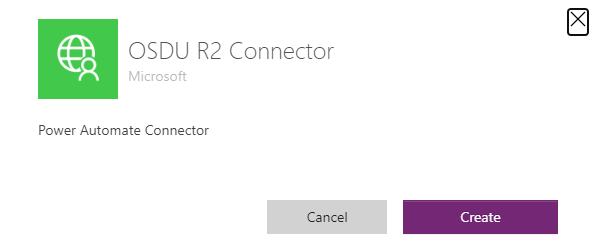 OSDU R2 Connector
Microsoft
Power Automate Connector
Cancel
Create